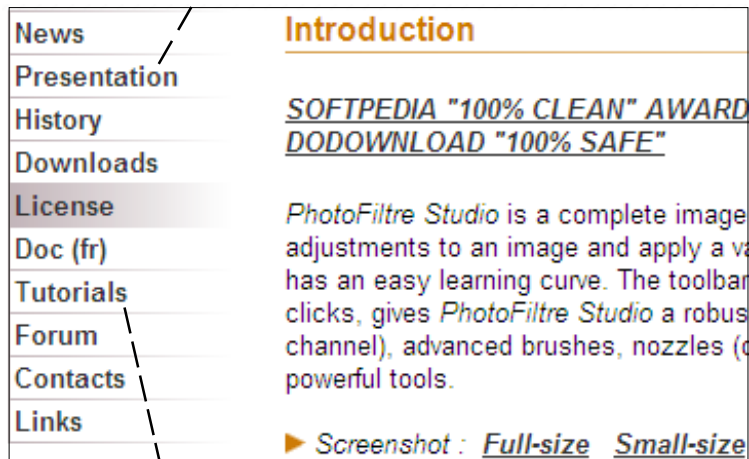 News
Presentation
History
Downloads
License
Doc (fr)
Tutorials
Forum
Contacts
Links
Introduction
SOFTPEDIA "100% CLEAN" AWARD
DODOWNLOAD "100% SAFE"
PhotoFiltre Studio is a complete image
adjustments to an image and apply a
has an easy learning curve. The toolbar
clicks, gives PhotoFiltre Studio a
channel), advanced brushes, nozzles
powerful tools.
Screenshot : Full-size Small-size